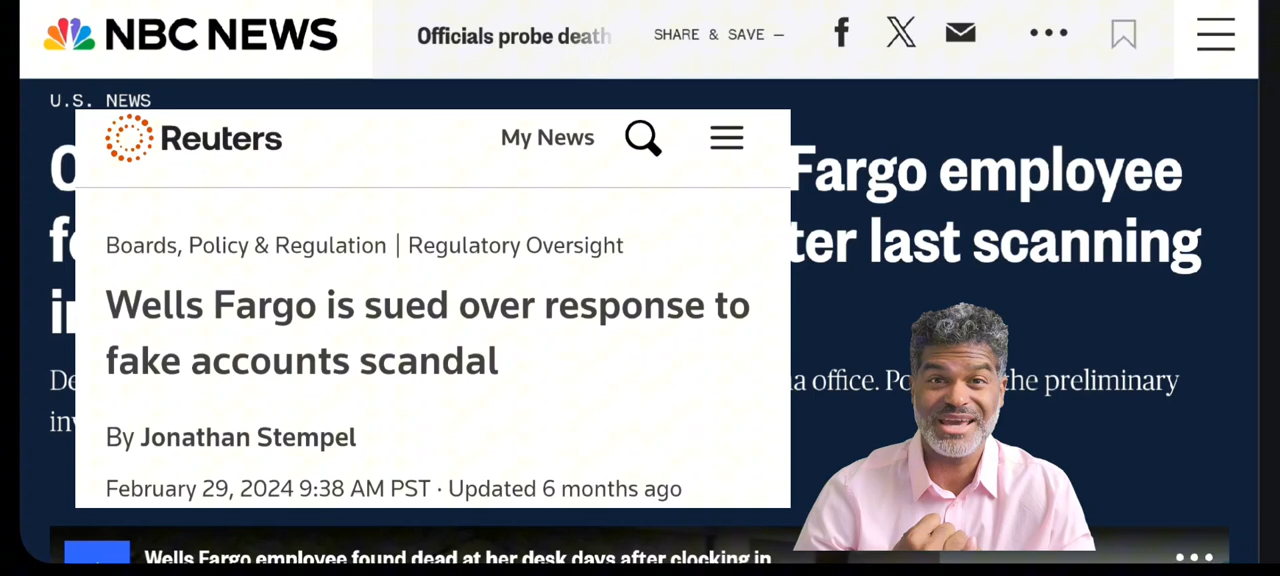 NBC NEWS
Officials probe death
SHARE & SAVE —
U.S. NEWS
Reuters
My News
Boards, Policy & Regulation | Regulatory Oversight
Wells Fargo is sued over response to
fake accounts scandal
By Jonathan Stempel
February 29, 2024 9:38 AM PST · Updated 6 months ago
Fargo employee
last scanning
office.
the preliminary
Wells Fargo employee found dead at her desk days after clocking in